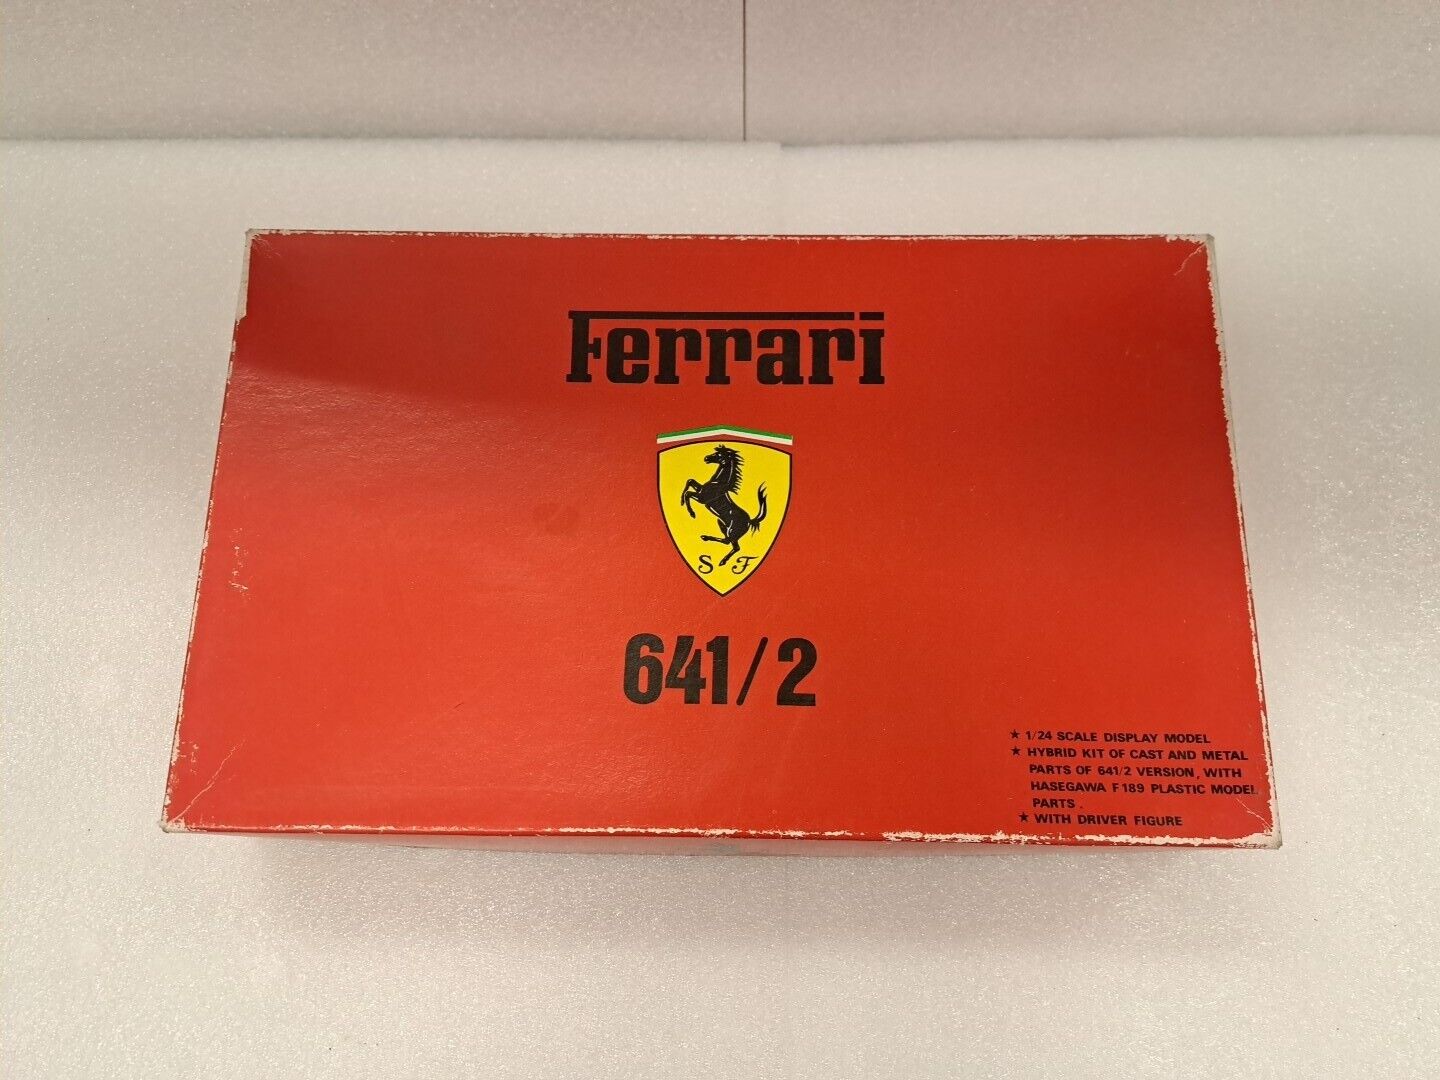 Ferrari
S F
641/2
★ 1/24 SCALE DISPLAY MODEL
★ HYBRID KIT OF CAST AND METAL
PARTS OF 641/2 VERSION, WITH
HASEGAWA F189 PLASTIC MODEL
PARTS.
★ WITH DRIVER FIGURE